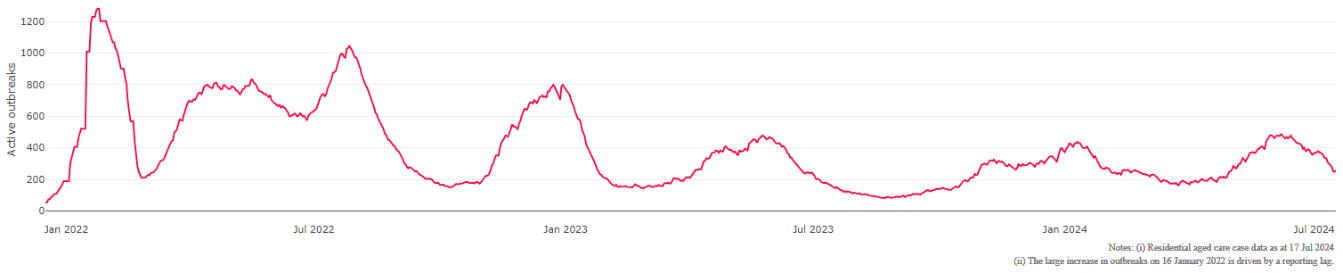 1200
1000
800
600
400
200
0
Active outbreaks
Jan 2022 Jul 2022 Jan 2023 Jul 2023 Jan 2024 Jul 2024
Notes: (i) Residential aged care case data as at 17 Jul 2024
(ii) The large increase in outbreaks on 16 January 2022 is driven by a reporting lag.